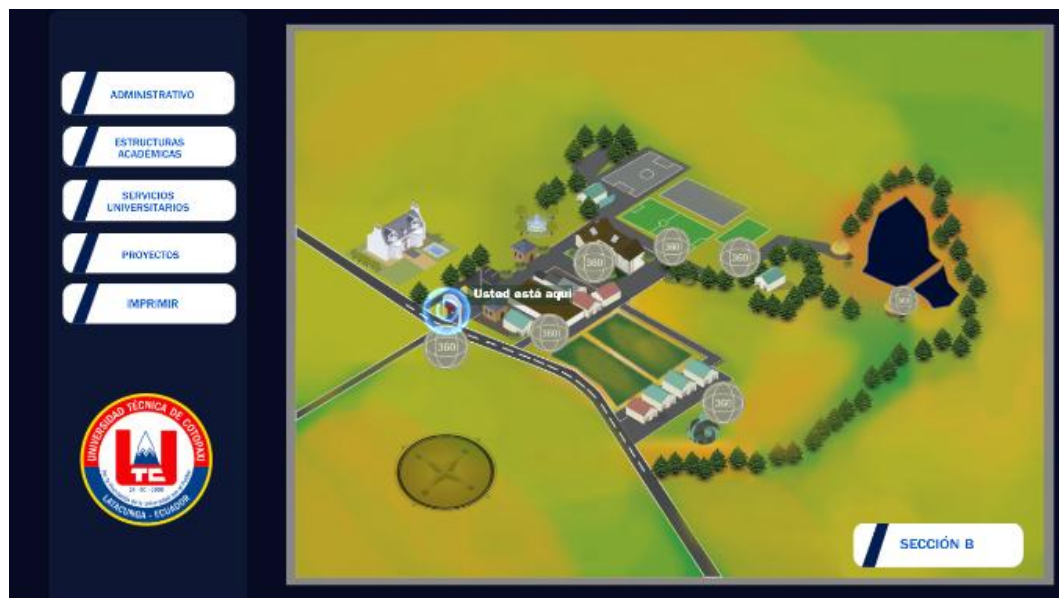 ADMINISTRATIVO
ESTRUCTURAS
ACADÉMICAS
SERVICIOS
UNIVERSITARIOS
PROYECTOS
IMPRIMIR
UNIVERSIDAD TÉCNICA DE COTOPAXI
U
TC
LATACUNGA - ECUADOR
Usted está aquí
360
360
360
360
360
360
360
SECCIÓN B